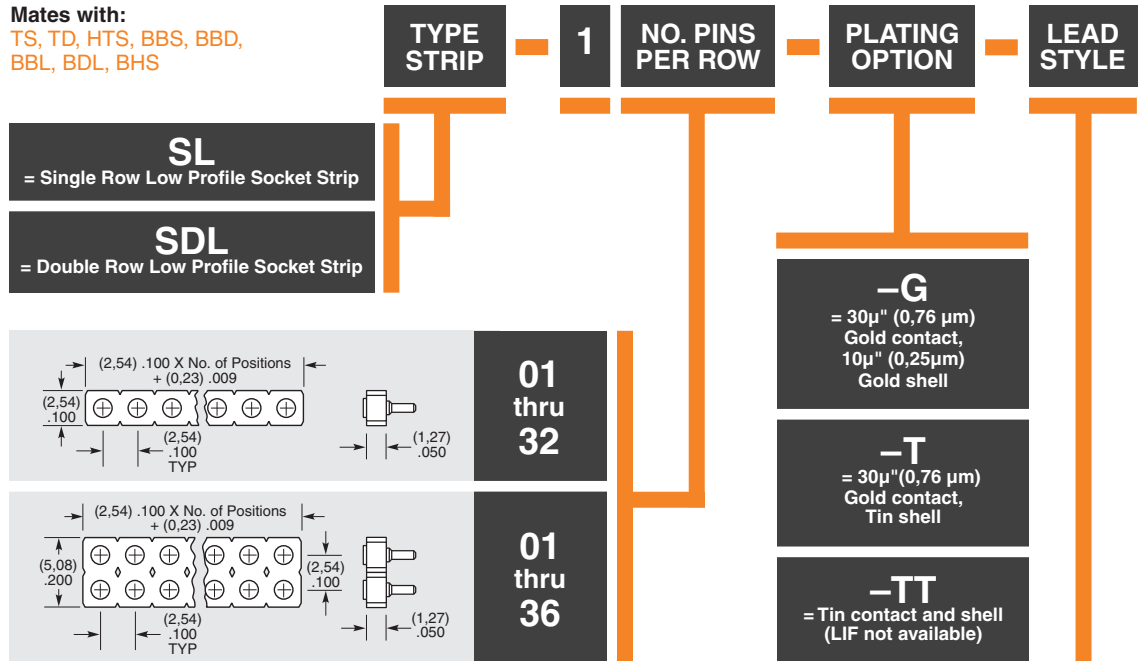 Mates with:
TS, TD, HTS, BBS, BBD,
BBL, BDL, BHS
TYPE
STRIP
1
NO. PINS
PER ROW
PLATING
OPTION
LEAD
STYLE
SL
= Single Row Low Profile Socket Strip
SDL
= Double Row Low Profile Socket Strip
(2,54) .100 X No. of Positions
+ (0,23) .009
(2,54)
.100
(2,54)
.100
TYP
(1,27)
.050
01
thru
32
(2,54) .100 X No. of Positions
+ (0,23) .009
(5,08)
.200
(2,54)
.100
(2,54)
.100
TYP
(1,27)
.050
01
thru
36
–G
= 30µ" (0,76 µm)
Gold contact,
10µ" (0,25µm)
Gold shell
–T
= 30µ"(0,76 µm)
Gold contact,
Tin shell
–TT
= Tin contact and shell
(LIF not available)